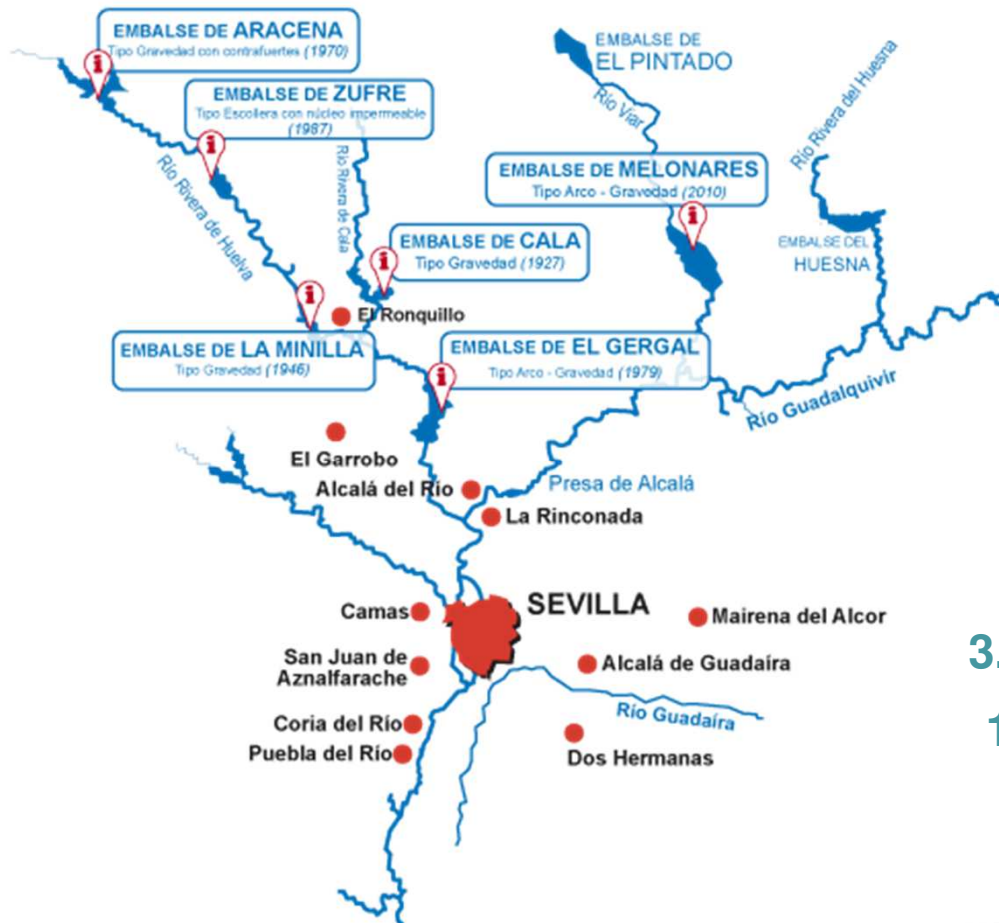 EMBALSE DE ARACENA
Tipo Gravedad con contrafuertes (1970)
EMBALSE DE
EL PINTADO
EMBALSE DE ZUFRE
Tipo Escollera con núcleo impermeable
(1987)
Río Viar
Río Rivera del Huesna
Río Rivera de Huelva
Río Rivera de Cala
EMBALSE DE MELONARES
Tipo Arco - Gravedad (2010)
EMBALSE DE CALA
Tipo Gravedad (1927)
EMBALSE DEL
HUESNA
El Ronquillo
EMBALSE DE LA MINILLA
Tipo Gravedad (1946)
EMBALSE DE EL GERGAL
Tipo Arco - Gravedad (1979)
Río Guadalquivir
El Garrobo
Alcalá del Río
Presa de Alcalá
La Rinconada
Camas
SEVILLA
Mairena del Alcor
San Juan de
Aznalfarache
Alcalá de Guadaíra
3.
1
Coria del Río
Río Guadaíra
Puebla del Río
Dos Hermanas